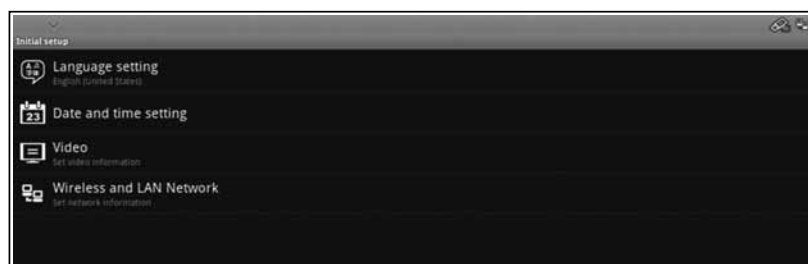 Initial setup
Language setting
English (United States)
Date and time setting
23
Video
Set video information
Wireless and LAN Network
Set network information